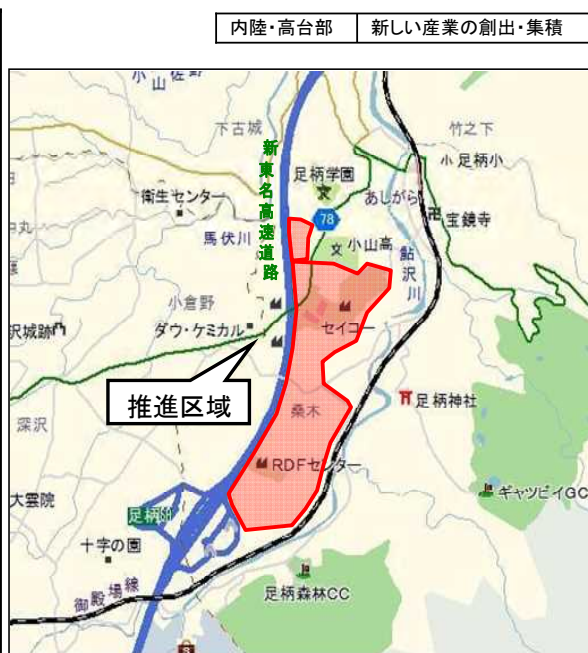 内陸・高台部 新しい産業の創出・集積
小山佐野
下古城
竹之下
新東名高速道路
足柄学園
文
小足柄小
あしがら
卍宝鏡寺
衛生センター
78
馬伏川
文小山高
鮎沢川
小倉野
沢城跡
ダウ・ケミカル
セイコー
推進区域
桑木
足柄神社
深沢
RDFセンター
ギャツビイGC
大雲院
足柄
十字の園
御殿場線
足柄森林CC